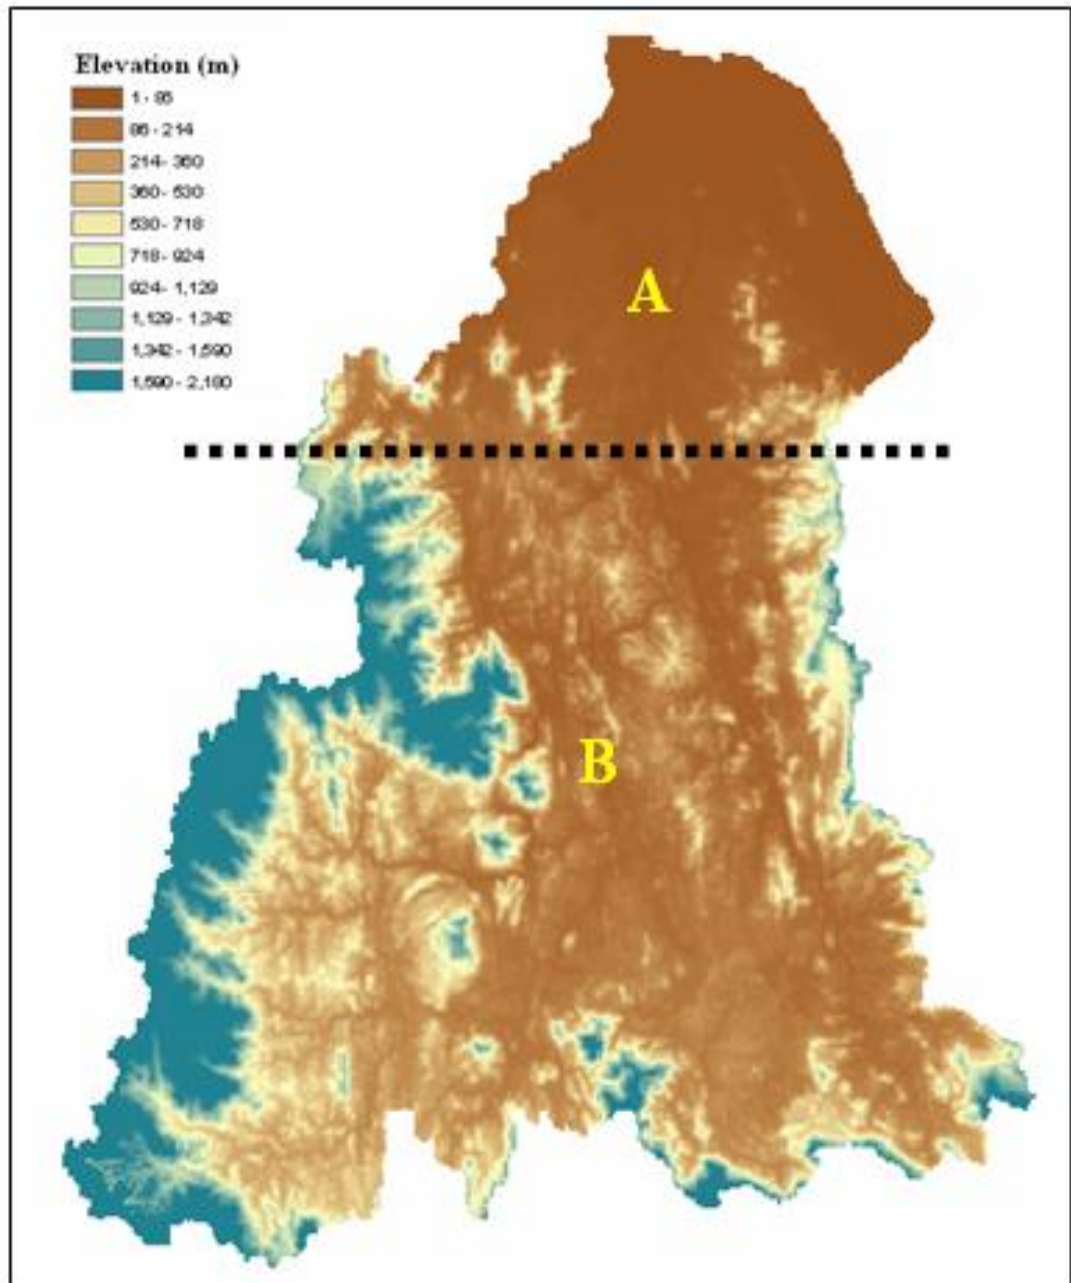 Elevation (m)
1 - 85
86 - 214
214 - 360
360 - 530
530 - 718
718 - 924
924 - 1,129
1,129 - 1,342
1,342 - 1,590
1,590 - 2,180
A
B